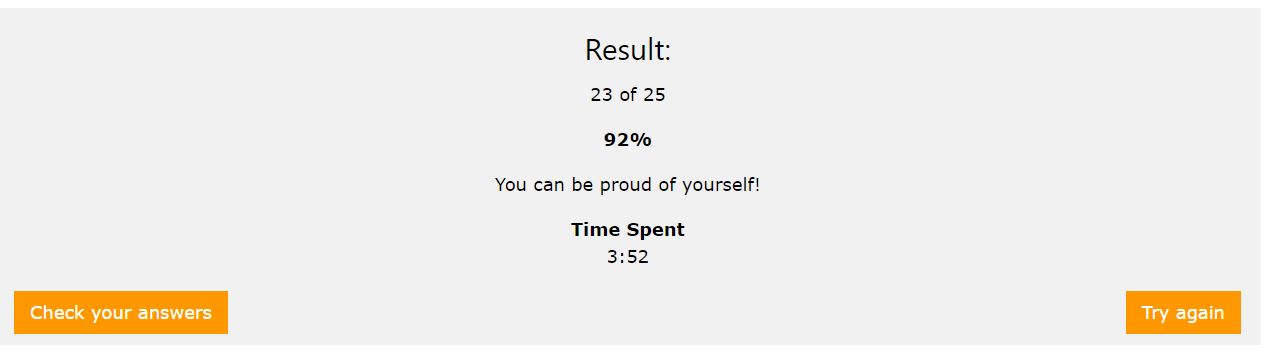 Result:
23 of 25
92%
You can be proud of yourself!
Time Spent
3:52
Check your answers
Try again